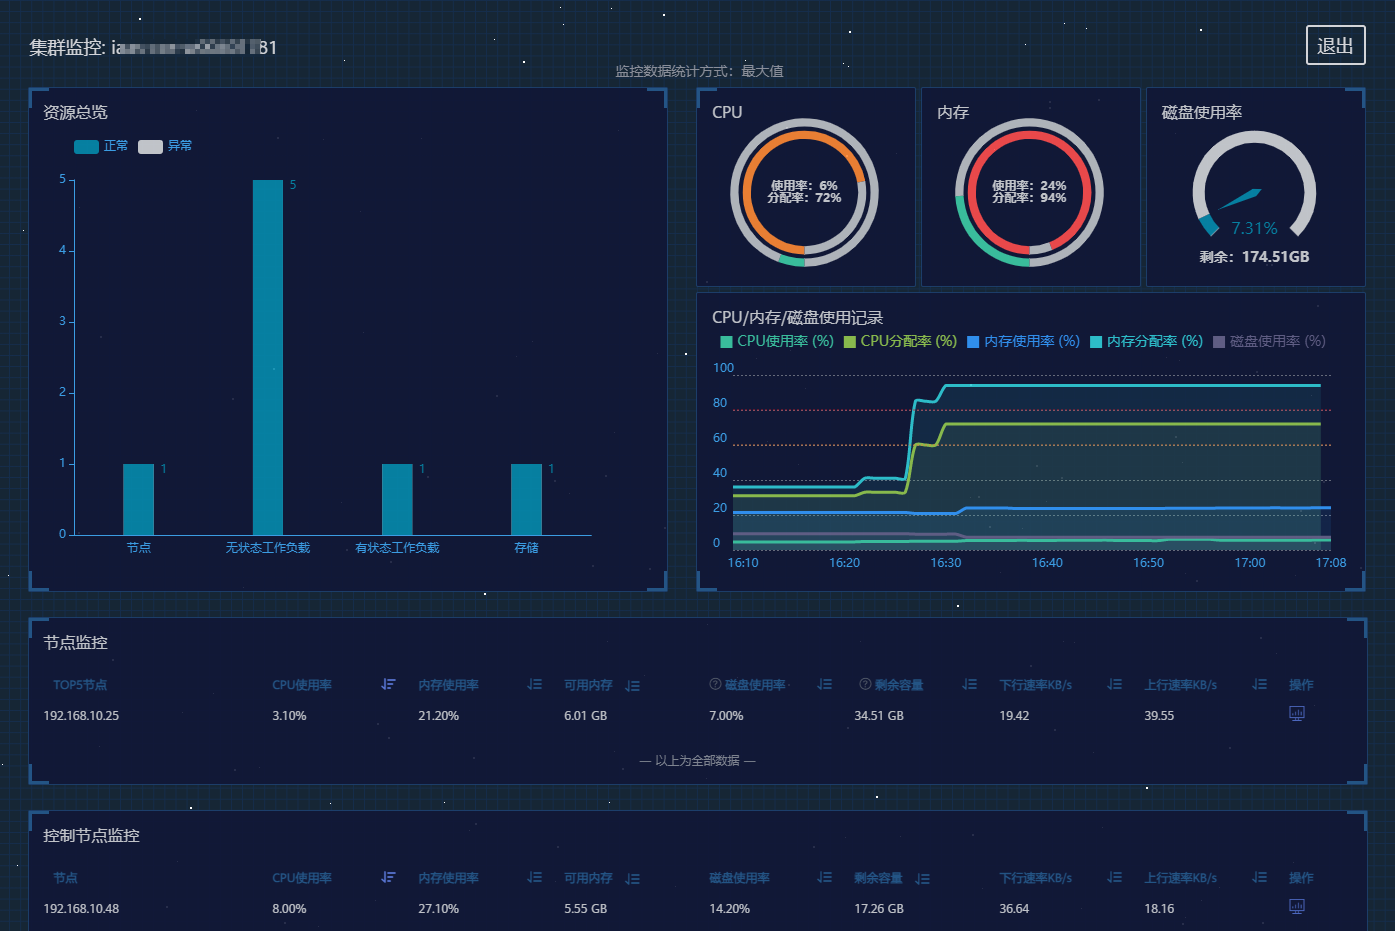 集群监控: ia 81
退出
监控数据统计方式：最大值
资源总览
正常 异常
5
4
3
2
1
0
1
5
1
1
节点 无状态工作负载 有状态工作负载 存储
CPU
使用率：6%
分配率：72%
内存
使用率：24%
分配率：94%
磁盘使用率
7.31%
剩余：174.51GB
CPU/内存/磁盘使用记录
CPU使用率 (%) CPU分配率 (%) 内存使用率 (%) 内存分配率 (%) 磁盘使用率 (%)
100
80
60
40
20
0
16:10 16:20 16:30 16:40 16:50 17:00 17:08
节点监控
TOP5节点 CPU使用率 内存使用率 可用内存 磁盘使用率 剩余容量 下行速率KB/s 上行速率KB/s 操作
192.168.10.25 3.10% 21.20% 6.01 GB 7.00% 34.51 GB 19.42 39.55
— 以上为全部数据 —
控制节点监控
节点 CPU使用率 内存使用率 可用内存 磁盘使用率 剩余容量 下行速率KB/s 上行速率KB/s 操作
192.168.10.48 8.00% 27.10% 5.55 GB 14.20% 17.26 GB 36.64 18.16